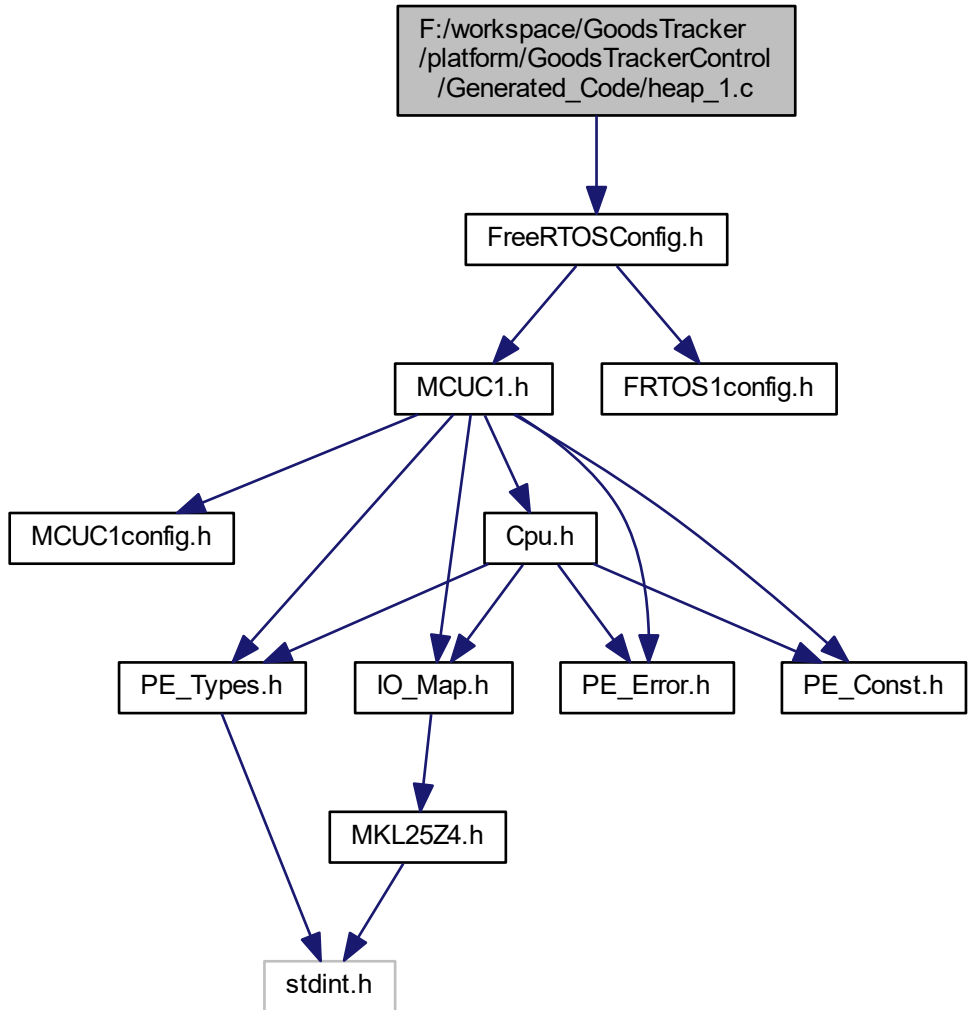 F:/workspace/GoodsTracker
/platform/GoodsTrackerControl
/Generated_Code/heap_1.c
FreeRTOSConfig.h
MCUC1.h
FRTOS1config.h
MCUC1config.h
Cpu.h
PE_Types.h
IO_Map.h
PE_Error.h
PE_Const.h
MKL25Z4.h
stdint.h